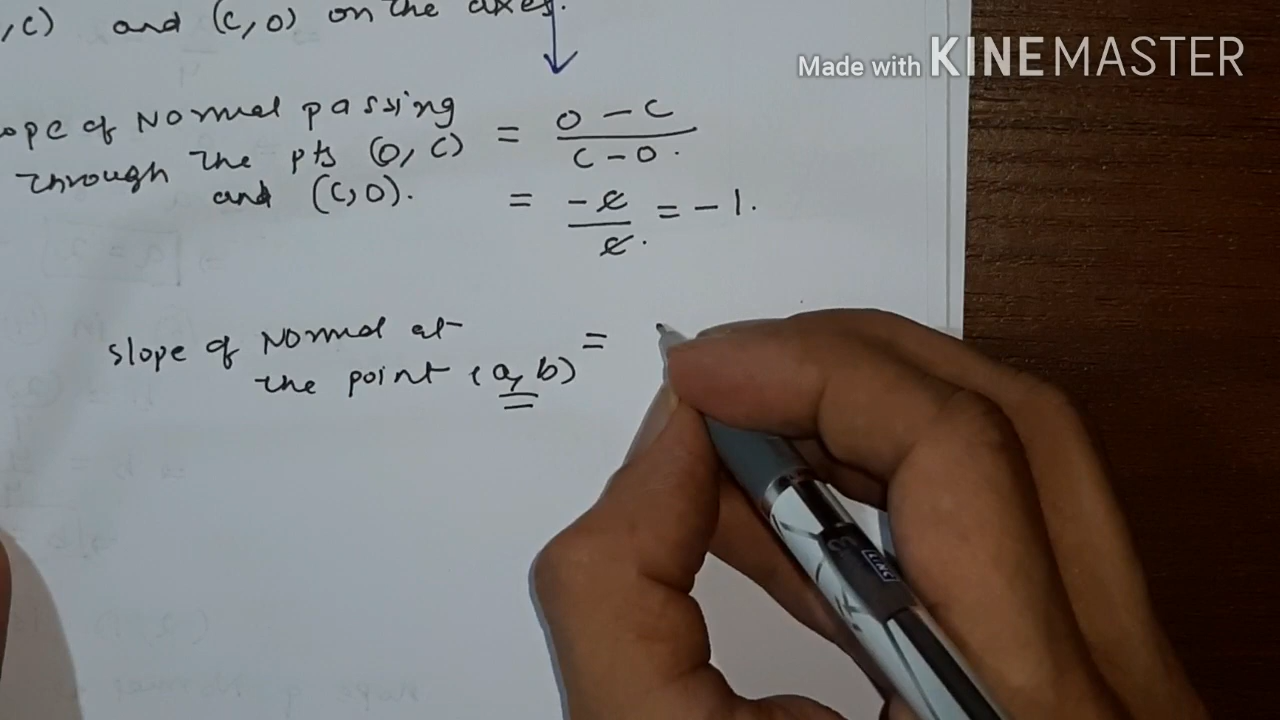 ,c) and (c,0) on the axes.
Made with KINEMASTER
ope of Normal passing
through the pts (0,c)
and (c,0).
= 0 - c / c - 0.
= -c / c. = -1.
slope of Normal at
the point (a, b) =
LINC